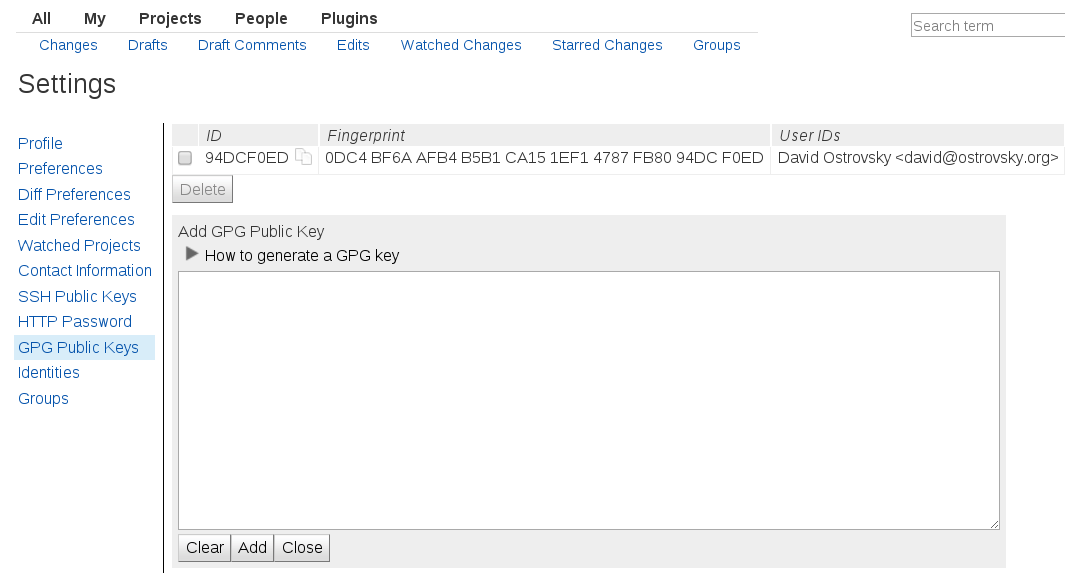 All My Projects People Plugins
Search term
Changes Drafts Draft Comments Edits Watched Changes Starred Changes Groups
Settings
Profile
Preferences
Diff Preferences
Edit Preferences
Watched Projects
Contact Information
SSH Public Keys
HTTP Password
GPG Public Keys
Identities
Groups
ID Fingerprint User IDs
94DCF0ED 0DC4 BF6A AFB4 B5B1 CA15 1EF1 4787 FB80 94DC F0ED David Ostrovsky <david@ostrovsky.org>
Delete
Add GPG Public Key
How to generate a GPG key
Clear Add Close